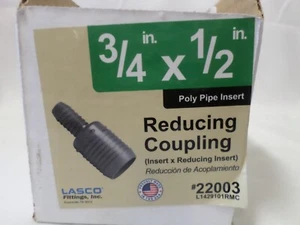 3/4 in. x 1/2 in.
Poly Pipe Insert
Reducing
Coupling
(Insert x Reducing Insert)
Reducción de Acoplamiento
LASCO
Fittings, Inc.
#22003
L1429101RMC